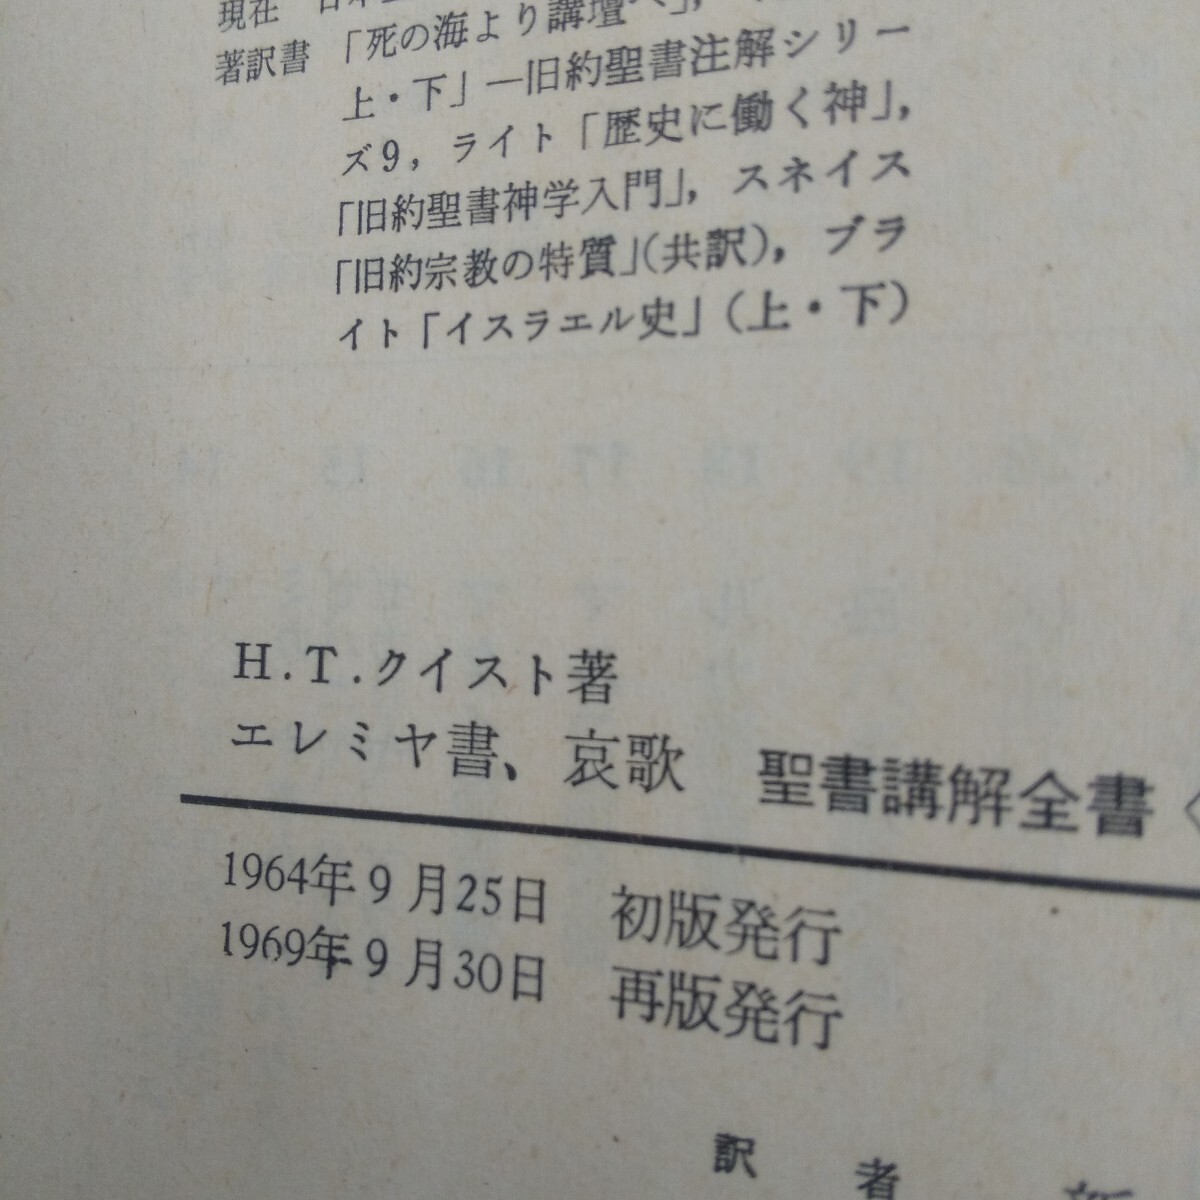 現在
著訳書 「死の海より講壇へ」,
上・下」―旧約聖書注解シリー
ズ9, ライト「歴史に働く神」,
「旧約聖書神学入門」, スネイス
「旧約宗教の特質」(共訳), ブラ
イト「イスラエル史」(上・下)
H.T.クイスト著
エレミヤ書、哀歌 聖書講解全書
1964年9月25日 初版発行
1969年9月30日 再版発行
訳 者